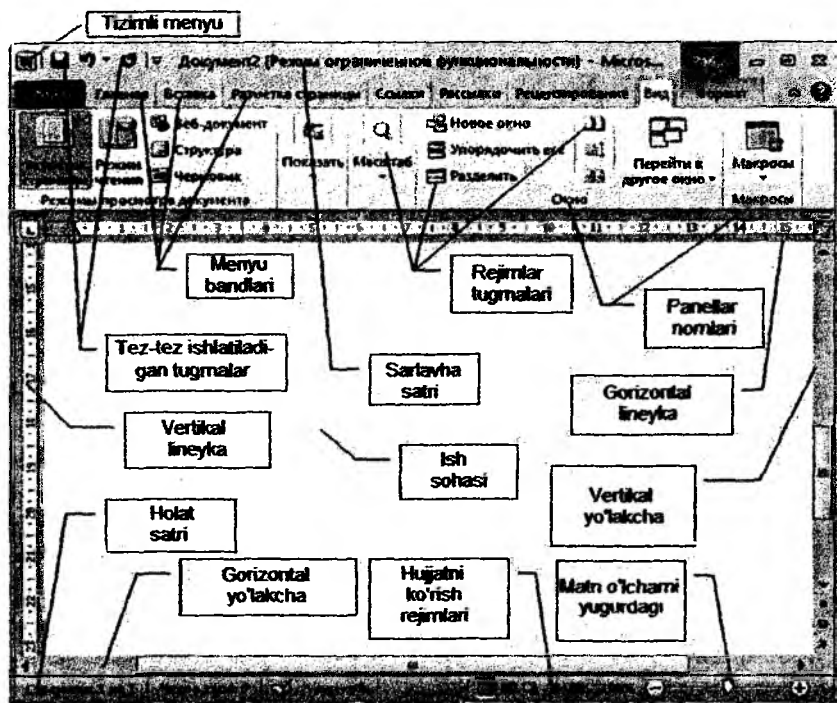 Tizimli menyu
Документ2 [Режим ограниченной функциональности] - Micros...
Главная Вставка Разметка страницы Ссылки Рассылки Рецензирование Вид Формат
Веб-документ
Структура
Черновик
Режим
чтения
Показать
Масштаб
Новое окно
Упорядочить все
Разделить
Перейти в
другое окно
Макросы
Режимы просмотра документа
Окно
Макросы
Menyu
bandlari
Rejimlar
tugmalari
Panellar
nomlari
Tez-tez ishlatiladi-
gan tugmalar
Sarlavha
satri
Gorizontal
lineyka
Vertikal
lineyka
Ish
sohasi
Vertikal
yo'lakcha
Holat
satri
Gorizontal
yo'lakcha
Hujjatni
ko'rish
rejimlari
Matn o'lchami
yugurdagi